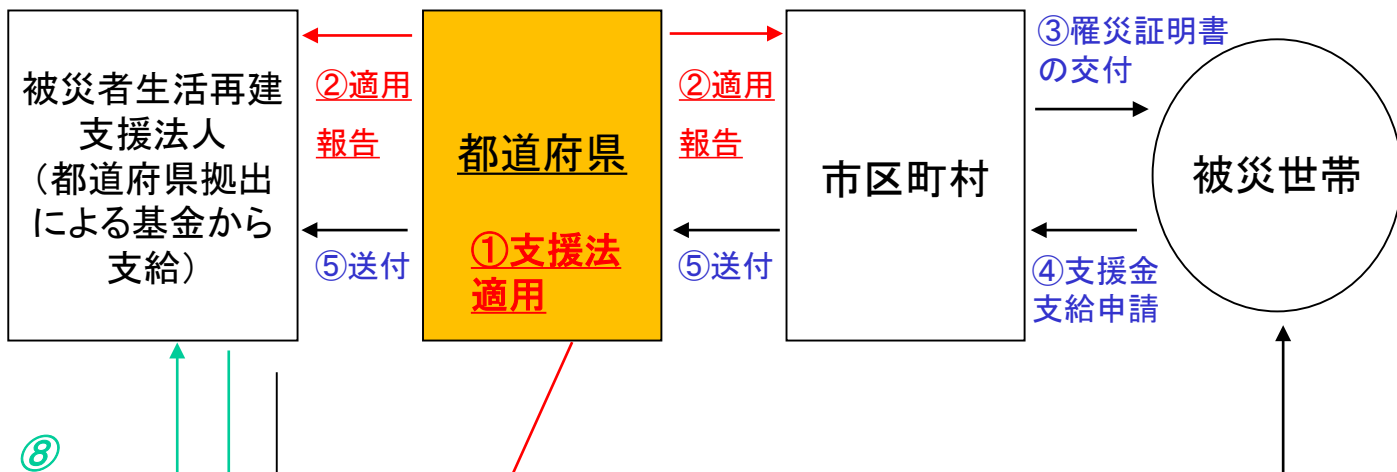 被災者生活再建
支援法人
（都道府県拠出
による基金から
支給）
②適用
報告
⑤送付
都道府県
①支援法
適用
②適用
報告
⑤送付
市区町村
③罹災証明書
の交付
④支援金
支給申請
被災世帯
⑧